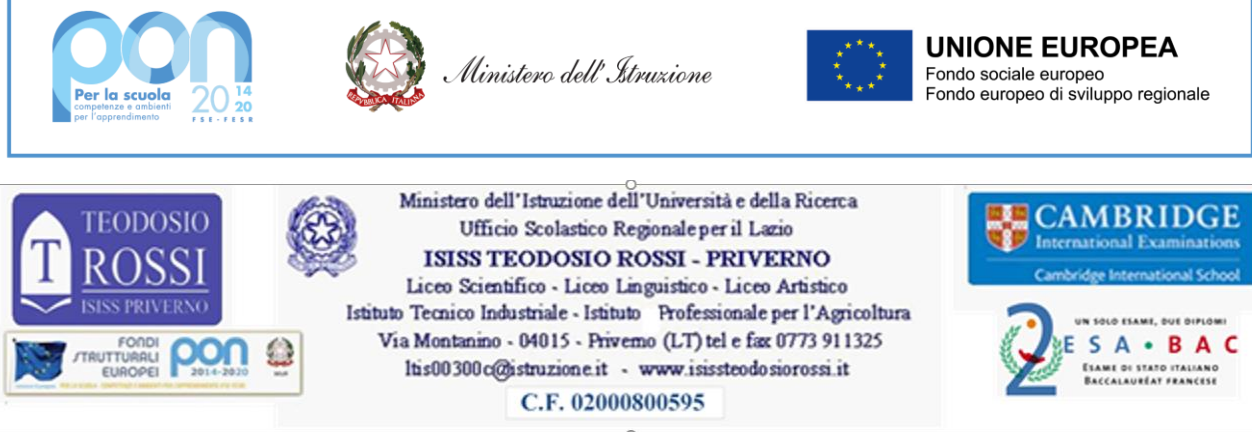 pon
Per la scuola
competenze e ambienti
per l'apprendimento
20 14
20
FSE-FESR
REPVBBLICA ITALIANA
Ministero dell'Istruzione
UNIONE EUROPEA
Fondo sociale europeo
Fondo europeo di sviluppo regionale
T
TEODOSIO
ROSSI
ISISS PRIVERNO
FONDI
STRUTTURALI
EUROPEI
pon
2014-2020
Ministero dell'Istruzione dell'Università e della Ricerca
Ufficio Scolastico Regionale per il Lazio
ISISS TEODOSIO ROSSI - PRIVERNO
Liceo Scientifico - Liceo Linguistico - Liceo Artistico
Istituto Tecnico Industriale - Istituto Professionale per l'Agricoltura
Via Montanino - 04015 - Priverno (LT) tel e fax 0773 911325
ltis00300c@istruzione.it - www.isissteodosiorossi.it
C.F. 02000800595
CAMBRIDGE
International Examinations
Cambridge International School
UN SOLO ESAME, DUE DIPLOMI
2
ESA • BAC
ESAME DI STATO ITALIANO
BACCALAURÉAT FRANCESE